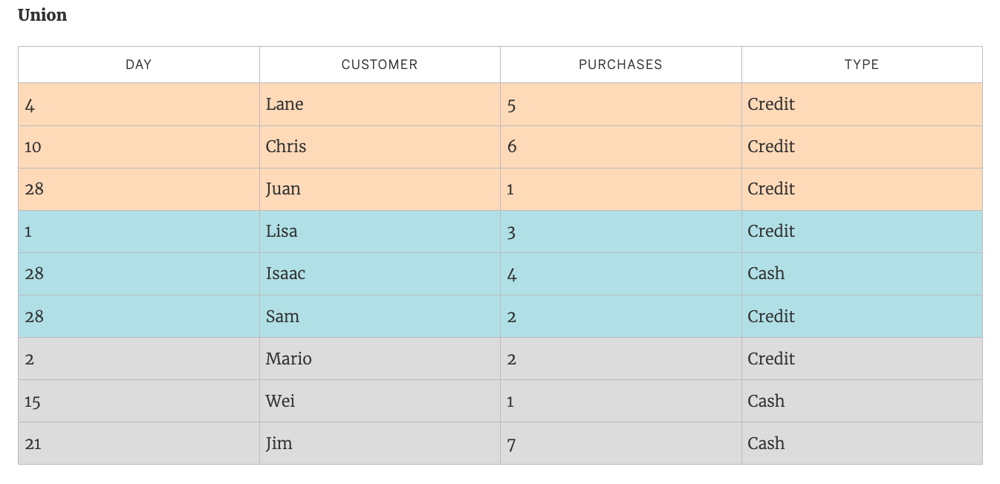 Union
DAY CUSTOMER PURCHASES TYPE
4 Lane 5 Credit
10 Chris 6 Credit
28 Juan 1 Credit
1 Lisa 3 Credit
28 Isaac 4 Cash
28 Sam 2 Credit
2 Mario 2 Credit
15 Wei 1 Cash
21 Jim 7 Cash